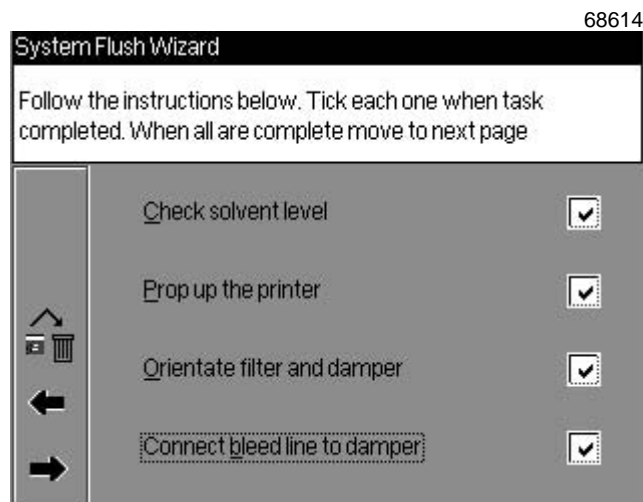 68614
System Flush Wizard
Follow the instructions below. Tick each one when task
completed. When all are complete move to next page
Check solvent level
Prop up the printer
Orientate filter and damper
Connect bleed line to damper